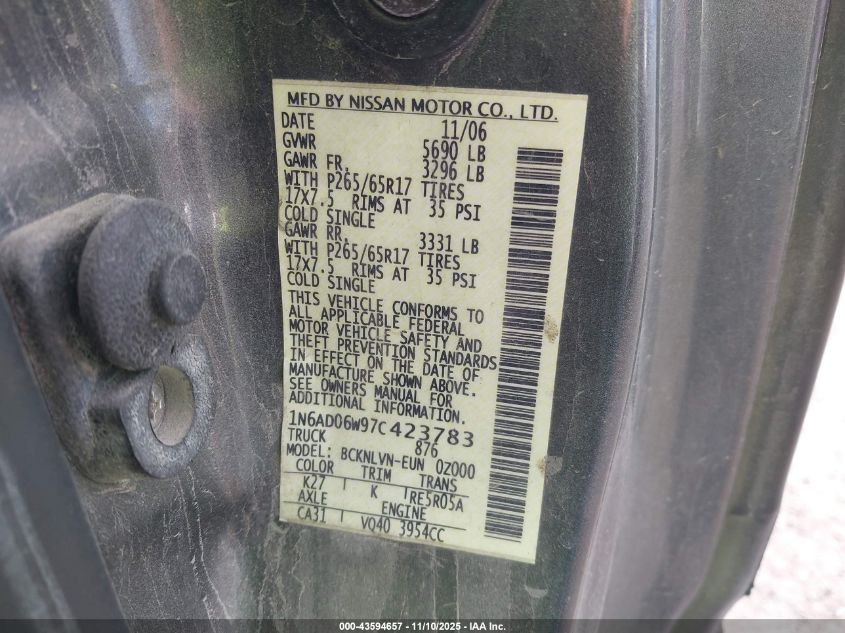 MFD BY NISSAN MOTOR CO., LTD.
DATE 11/06
GVWR 5690 LB
GAWR FR. 3296 LB
WITH P265/65R17 TIRES
17X7.5 RIMS AT 35 PSI
COLD SINGLE
GAWR RR. 3331 LB
WITH P265/65R17 TIRES
17X7.5 RIMS AT 35 PSI
COLD SINGLE
THIS VEHICLE CONFORMS TO
ALL APPLICABLE FEDERAL
MOTOR VEHICLE SAFETY AND
THEFT PREVENTION STANDARDS
IN EFFECT ON THE DATE OF
MANUFACTURE SHOWN ABOVE.
SEE OWNERS MANUAL FOR
ADDITIONAL INFORMATION.
1N6AD06W97C423783
TRUCK 876
MODEL: BCKNLVN-EUN 0Z000
COLOR TRIM TRANS
K27 K RE5R05A
AXLE ENGINE
CA31 VQ40 3954CC
000-43594657 - 11/10/2025 - IAA Inc.